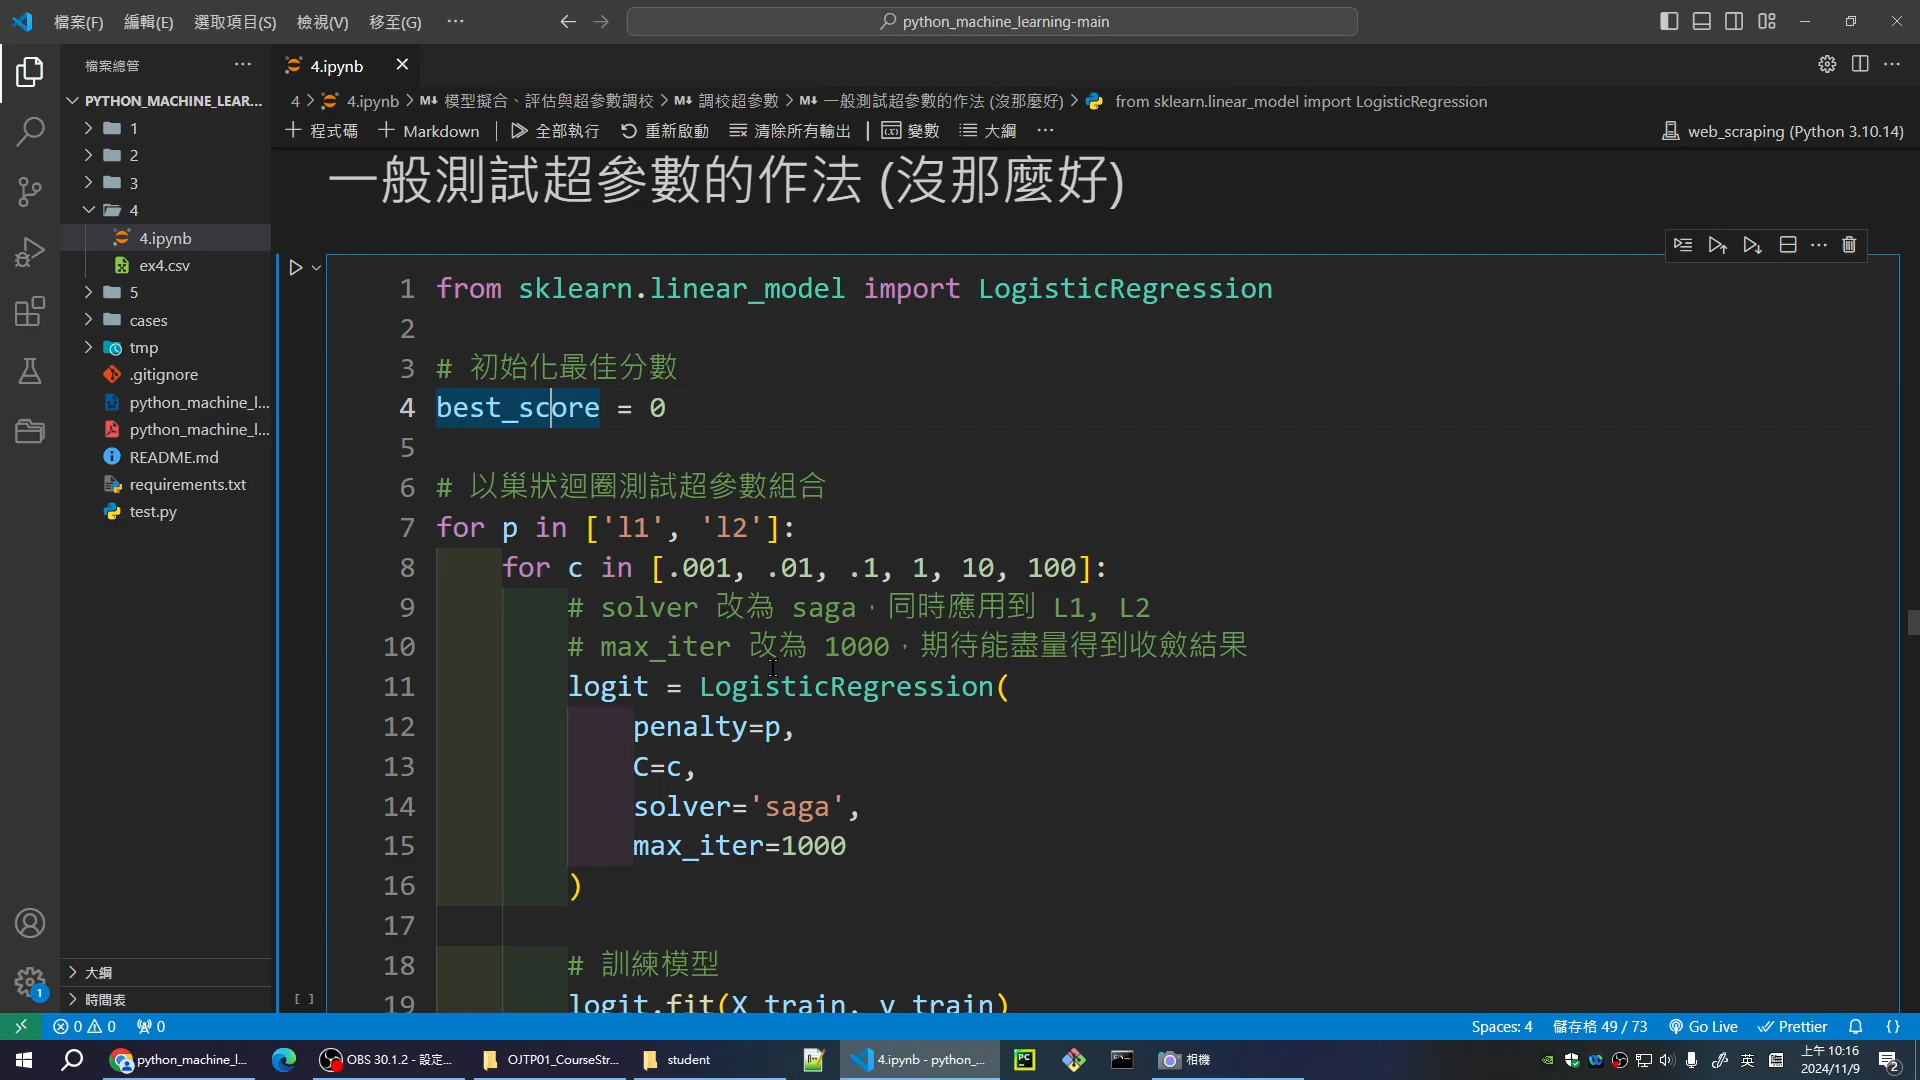 檔案(F) 編輯(E) 選取項目(S) 檢視(V) 移至(G) ··· python_machine_learning-main
檔案總管 ···
4.ipynb
PYTHON_MACHINE_LEAR...
1
2
3
4
4.ipynb
ex4.csv
5
cases
tmp
.gitignore
python_machine_l...
python_machine_l...
README.md
requirements.txt
test.py
大綱
時間表
4 > 4.ipynb > M↓ 模型擬合、評估與超參數調校 > M↓ 調校超參數 > M↓ 一般測試超參數的作法 (沒那麼好) > from sklearn.linear_model import LogisticRegression
+ 程式碼 + Markdown 全部執行 重新啟動 清除所有輸出 變數 大綱 ··· web_scraping (Python 3.10.14)
一般測試超參數的作法 (沒那麼好)
1 from sklearn.linear_model import LogisticRegression
2
3 # 初始化最佳分數
4 best_score = 0
5
6 # 以巢狀迴圈測試超參數組合
7 for p in ['l1', 'l2']:
8 for c in [.001, .01, .1, 1, 10, 100]:
9 # solver 改為 saga，同時應用到 L1, L2
10 # max_iter 改為 1000，期待能盡量得到收斂結果
11 logit = LogisticRegression(
12 penalty=p,
13 C=c,
14 solver='saga',
15 max_iter=1000
16 )
17
18 # 訓練模型
19 logit.fit(X_train, y_train)
[ ]
0 0 0 Spaces: 4 儲存格 49 / 73 Go Live Prettier {}
python_machine_l... OBS 30.1.2 - 設定... OJTP01_CourseStr... student 4.ipynb - python_... 相機 英 上午 10:16
2024/11/9
2
1